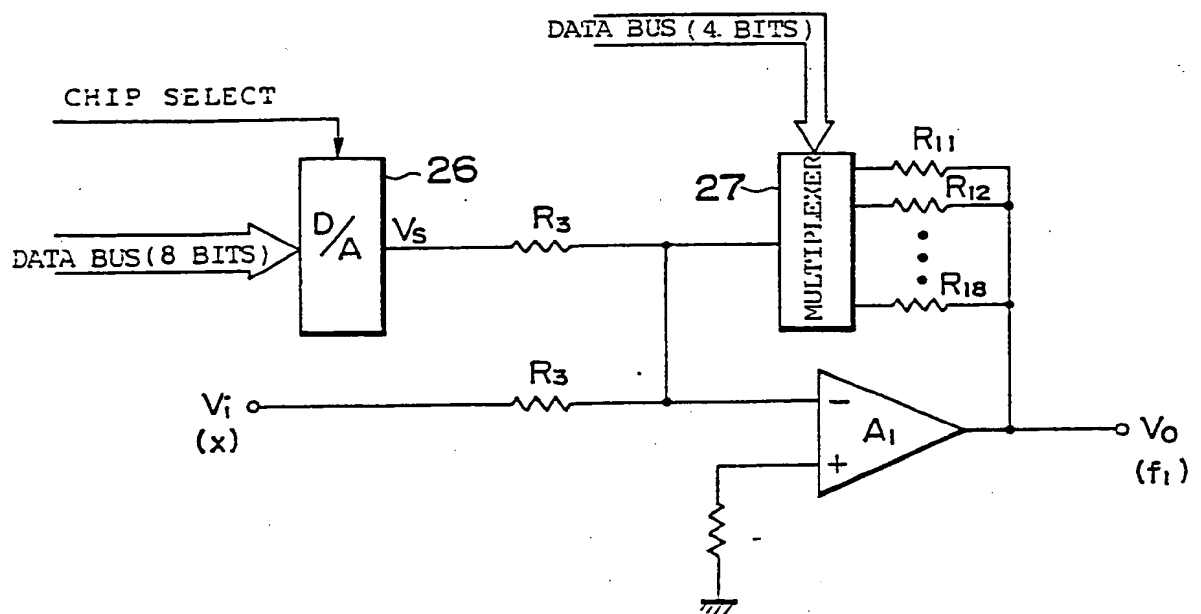 DATA BUS (4 BITS)
CHIP SELECT
26
D/A
DATA BUS (8 BITS)
Vs
R3
27
MULTIPLEXER
R11
R12
R18
R3
Vi
(x)
A1
-
+
Vo
(f1)